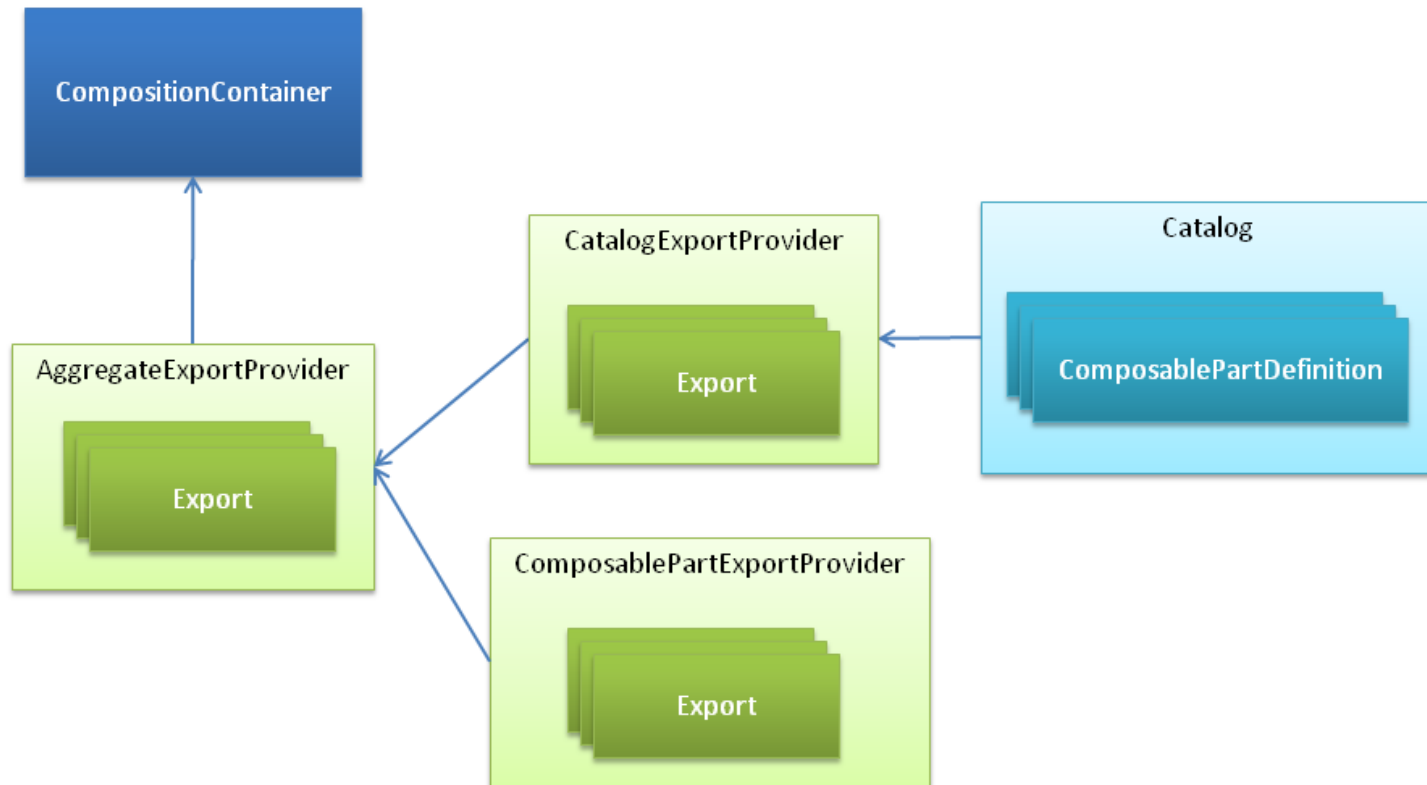 CompositionContainer
CatalogExportProvider
Export
Catalog
ComposablePartDefinition
AggregateExportProvider
Export
ComposablePartExportProvider
Export